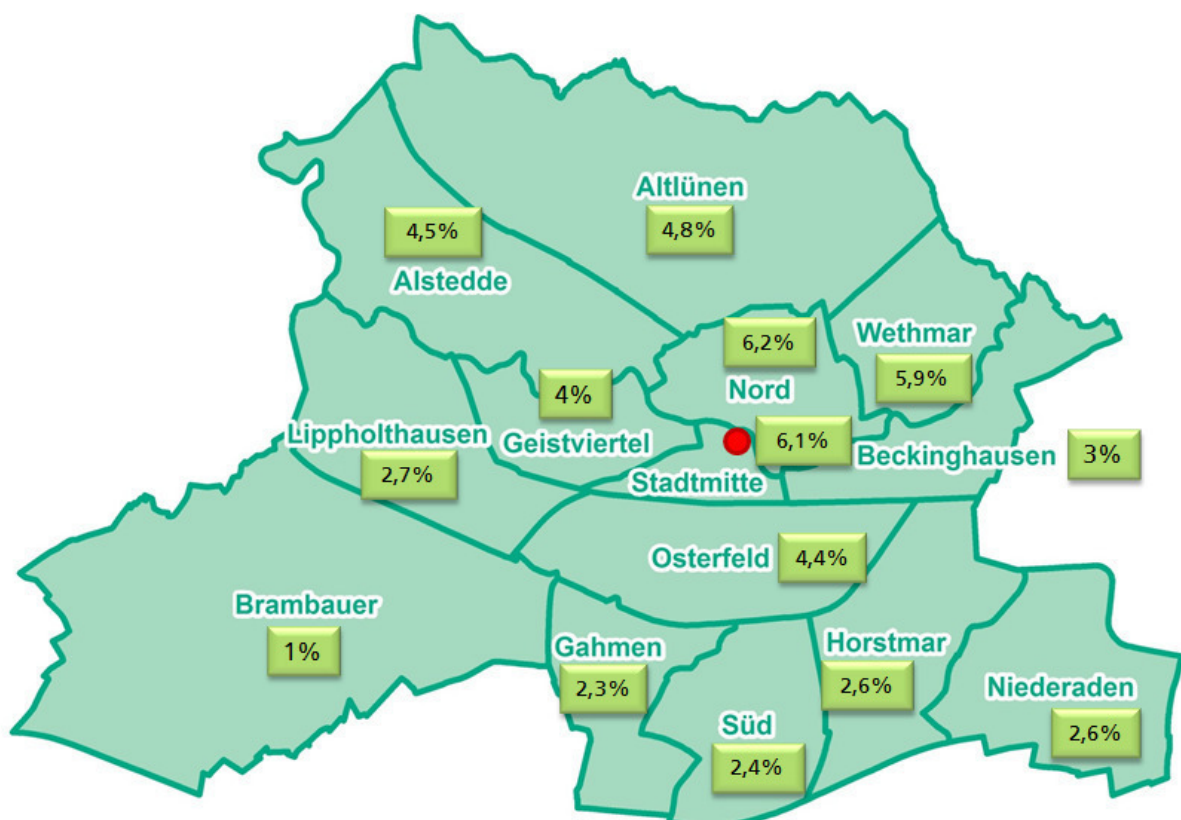 Altlünen
4,8%
4,5%
Alstedde
6,2%
Nord
Wethmar
5,9%
4%
Geistviertel
Lippholthausen
2,7%
6,1%
Stadtmitte
Beckinghausen
3%
Osterfeld
4,4%
Brambauer
1%
Gahmen
2,3%
Horstmar
2,6%
Niederaden
2,6%
Süd
2,4%